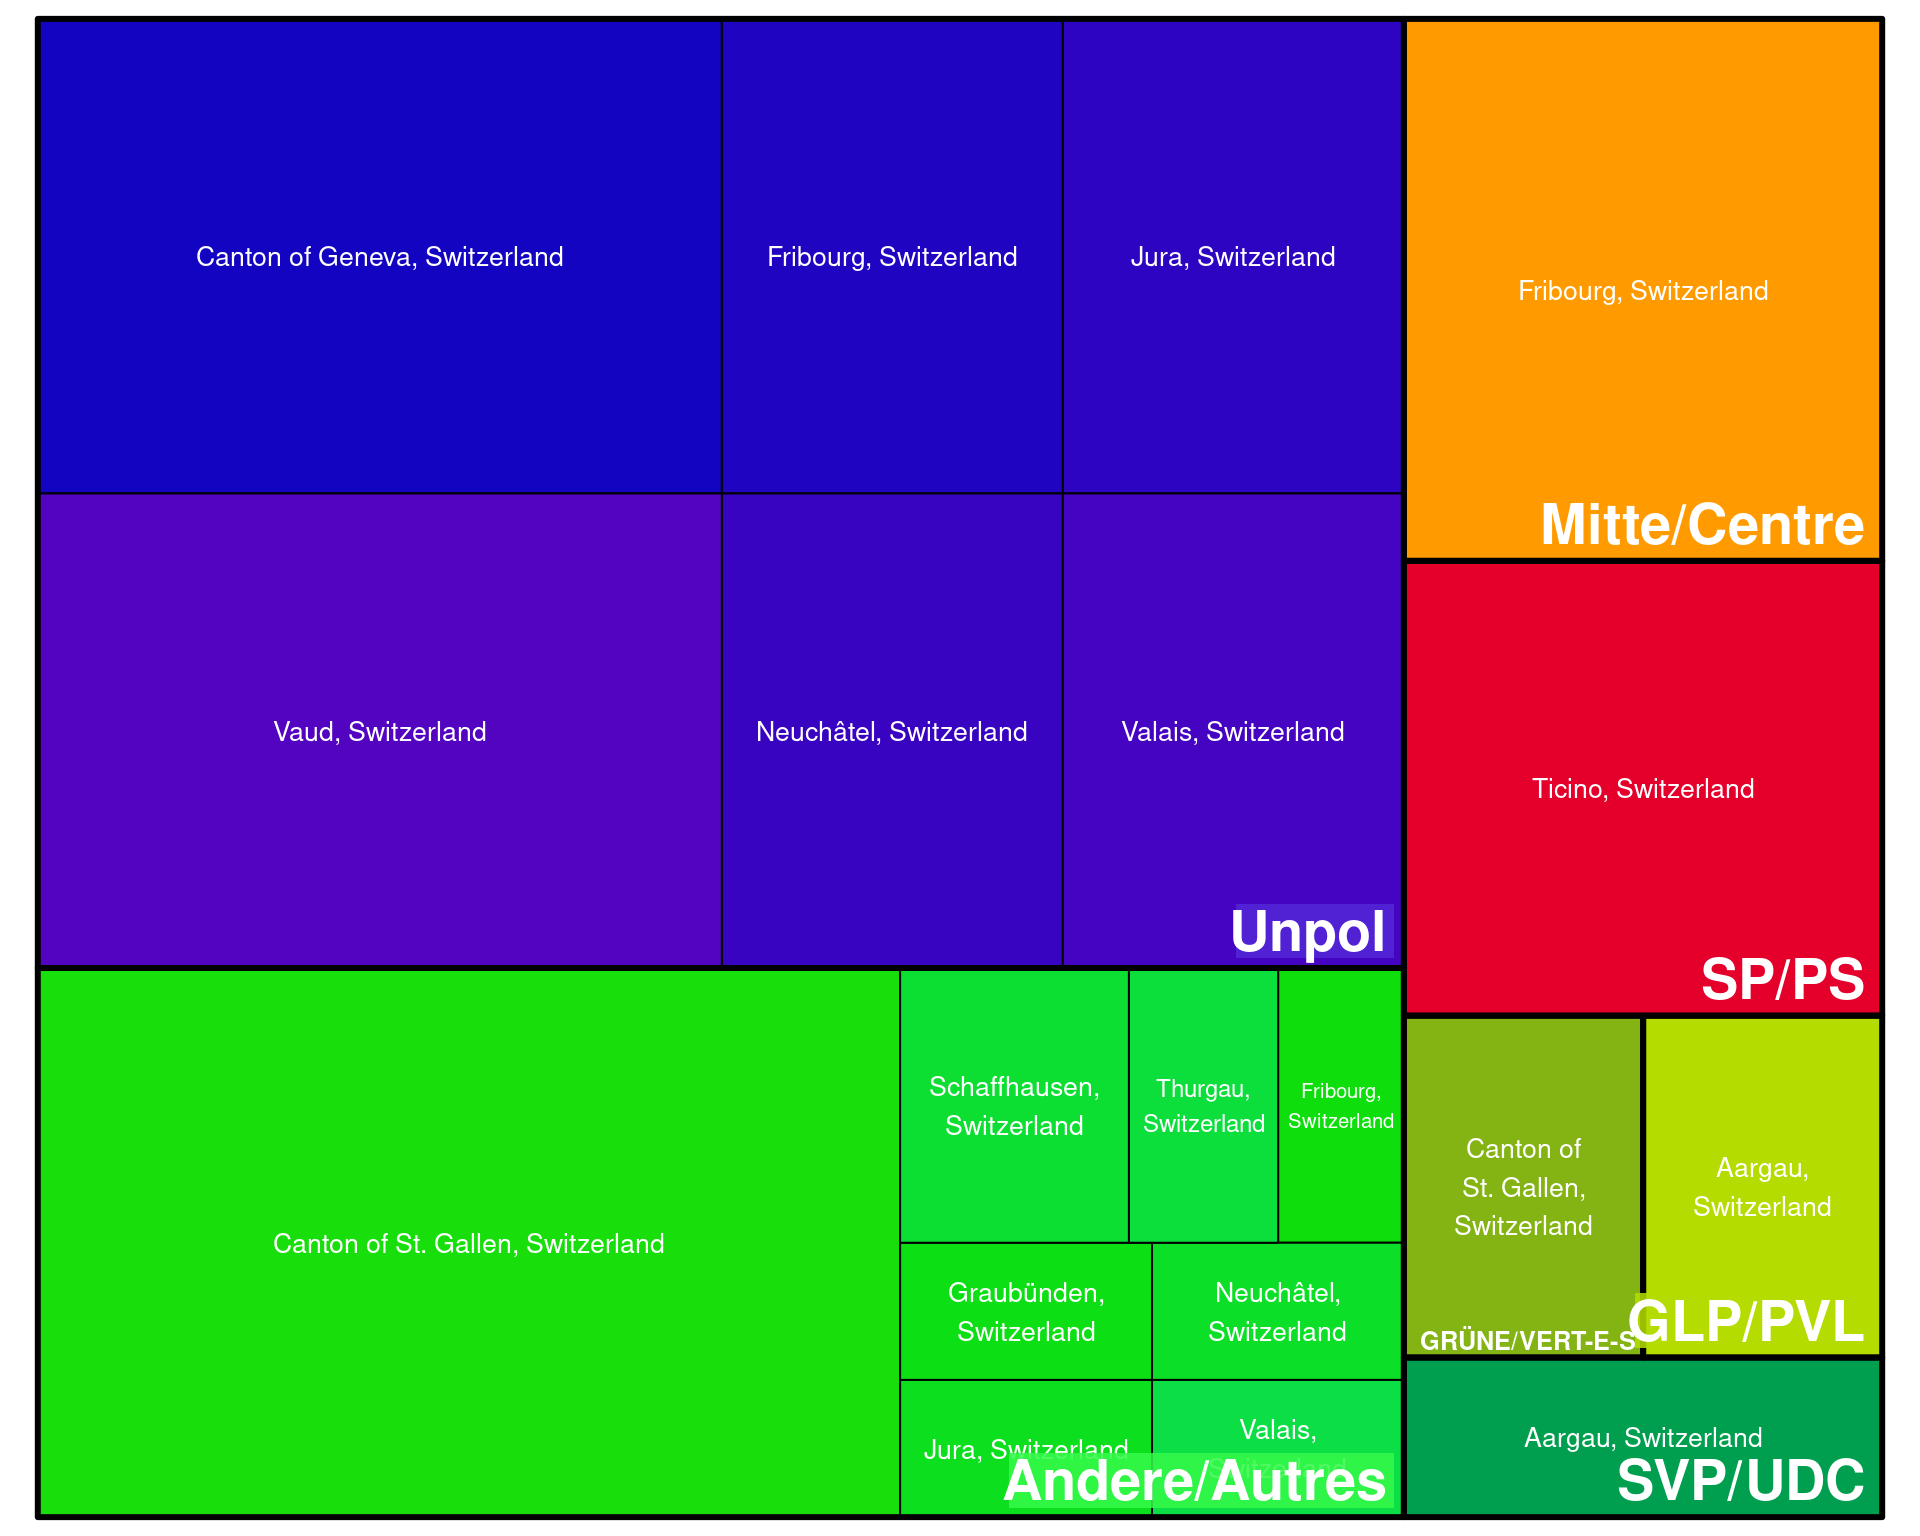 Canton of Geneva, Switzerland
Fribourg, Switzerland
Jura, Switzerland
Vaud, Switzerland
Neuchâtel, Switzerland
Valais, Switzerland
Unpol
Fribourg, Switzerland
Mitte/Centre
Ticino, Switzerland
SP/PS
Canton of St. Gallen, Switzerland
Schaffhausen,
Switzerland
Thurgau,
Switzerland
Fribourg,
Switzerland
Graubünden,
Switzerland
Neuchâtel,
Switzerland
Jura, Switzerland
Valais,
Switzerland
Andere/Autres
Canton of
St. Gallen,
Switzerland
GRÜNE/VERT-E-S
Aargau,
Switzerland
GLP/PVL
Aargau, Switzerland
SVP/UDC